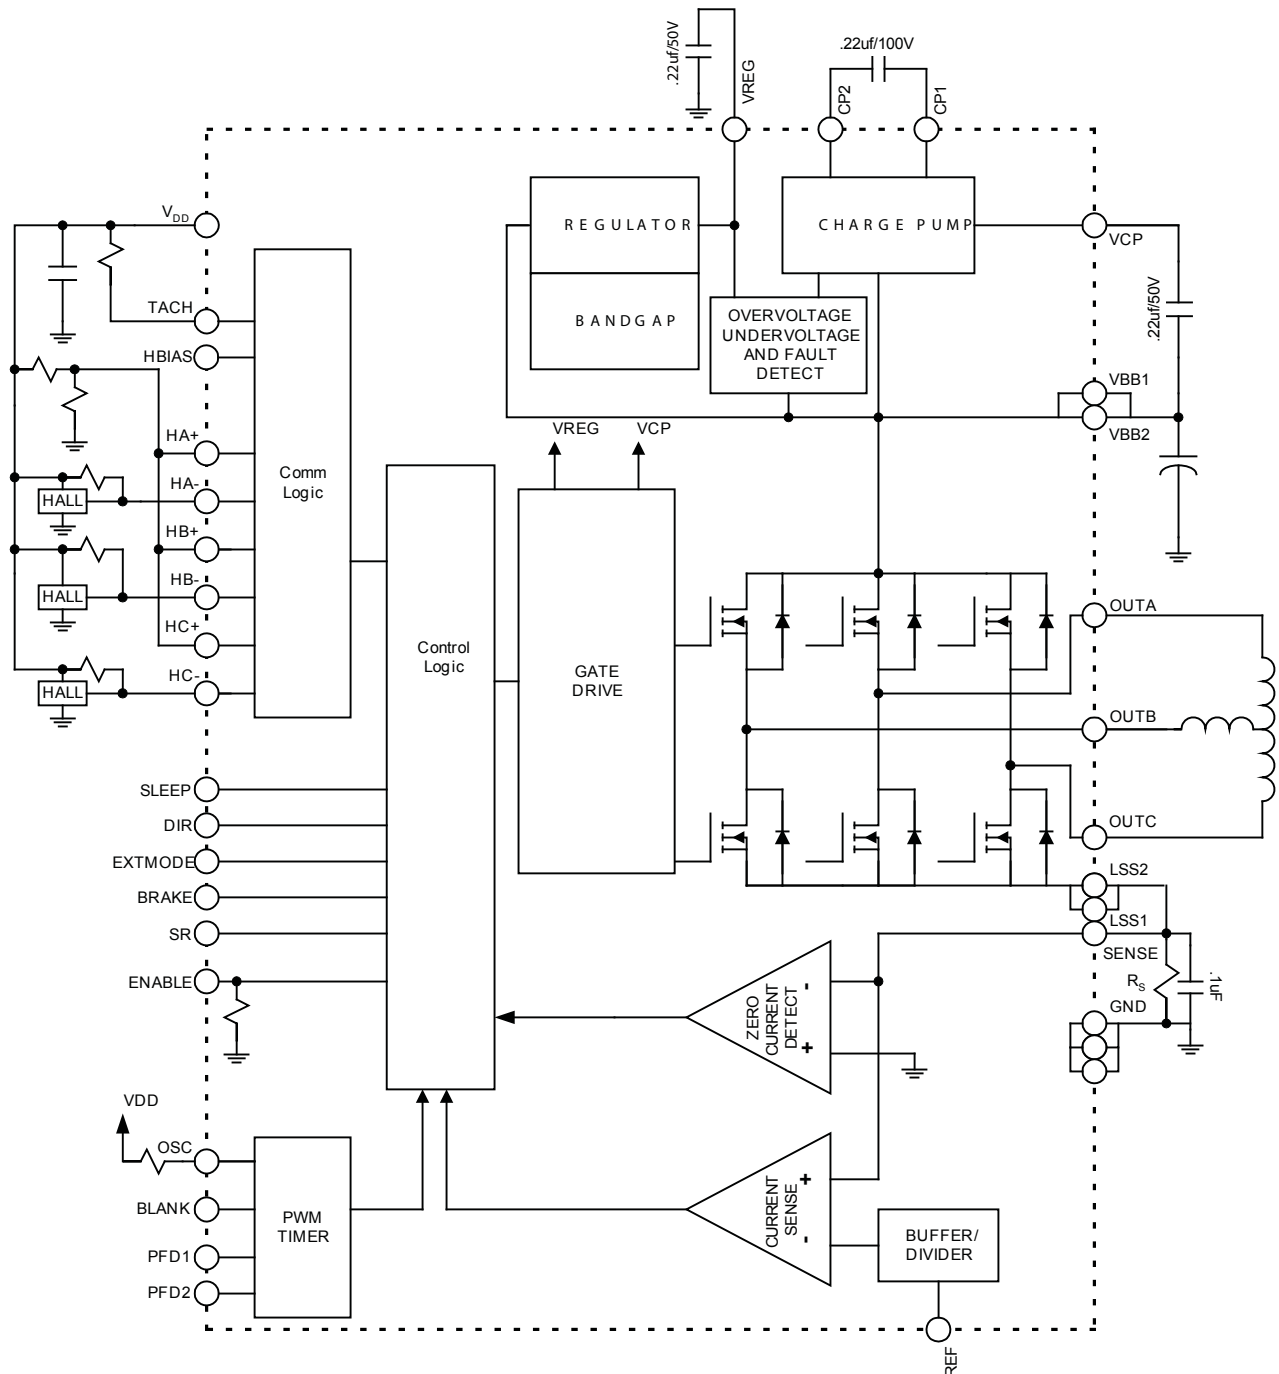 .22uf/50V
VREG
.22uf/100V
CP2
CP1
VDD
REGULATOR
CHARGE PUMP
VCP
.22uf/50V
TACH
BANDGAP
OVERVOLTAGE
UNDERVOLTAGE
AND FAULT
DETECT
HBIAS
VBB1
VBB2
HA+
VREG
VCP
Comm
Logic
HALL
HA-
HB+
HALL
HB-
HC+
HALL
HC-
Control
Logic
GATE
DRIVE
OUTA
OUTB
OUTC
SLEEP
DIR
EXTMODE
BRAKE
SR
ENABLE
LSS2
LSS1
SENSE
RS
.1uF
GND
ZERO
CURRENT
DETECT
-
+
VDD
OSC
BLANK
PFD1
PFD2
PWM
TIMER
CURRENT
SENSE
+
-
BUFFER/
DIVIDER
REF